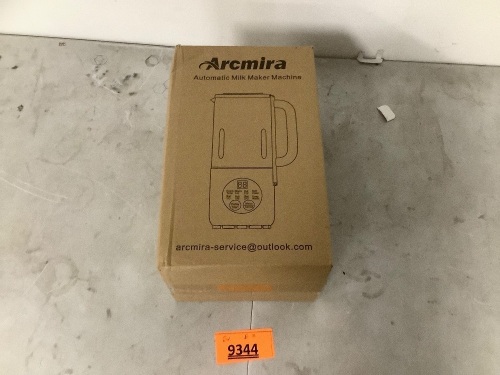 Arcmira
Automatic Milk Maker Machine
arcmira-service@outlook.com
9344